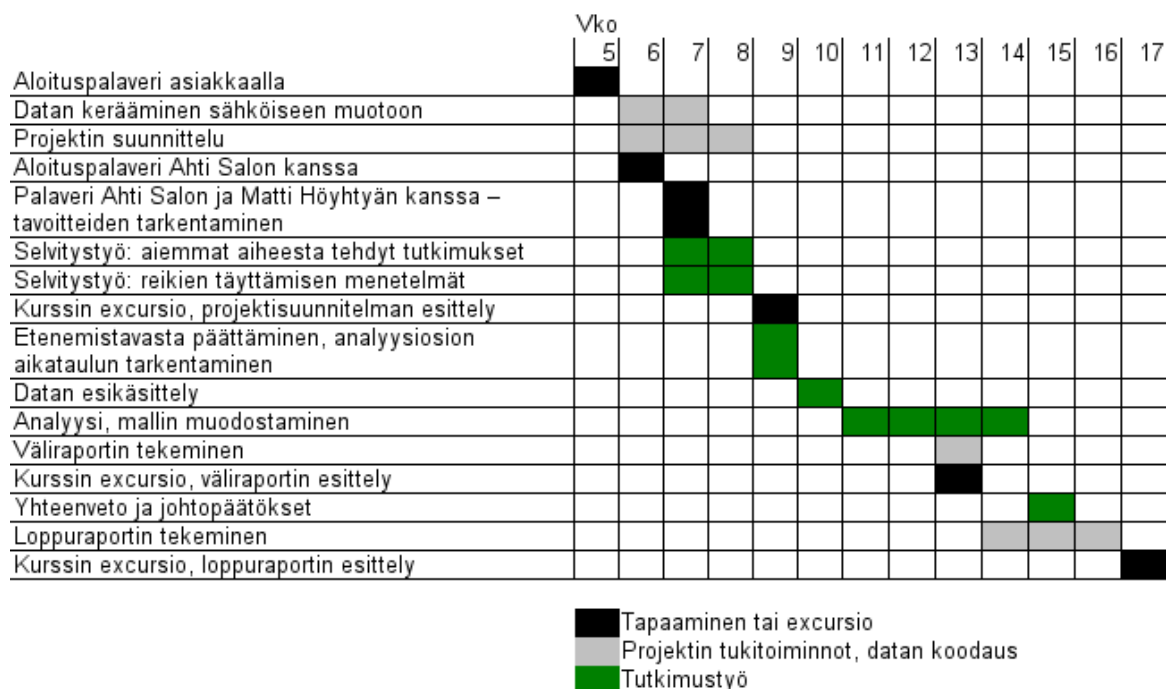 Vko
5 6 7 8 9 10 11 12 13 14 15 16 17
Aloituspalaveri asiakkaalla
Datan kerääminen sähköiseen muotoon
Projektin suunnittelu
Aloituspalaveri Ahti Salon kanssa
Palaveri Ahti Salon ja Matti Höyhtyän kanssa –
tavoitteiden tarkentaminen
Selvitystyö: aiemmat aiheesta tehdyt tutkimukset
Selvitystyö: reikien täyttämisen menetelmät
Kurssin excursio, projektisuunnitelman esittely
Etenemistavasta päättäminen, analyysiosion
aikataulun tarkentaminen
Datan esikäsittely
Analyysi, mallin muodostaminen
Väliraportin tekeminen
Kurssin excursio, väliraportin esittely
Yhteenveto ja johtopäätökset
Loppuraportin tekeminen
Kurssin excursio, loppuraportin esittely
Tapaaminen tai excursio
Projektin tukitoiminnot, datan koodaus
Tutkimustyö